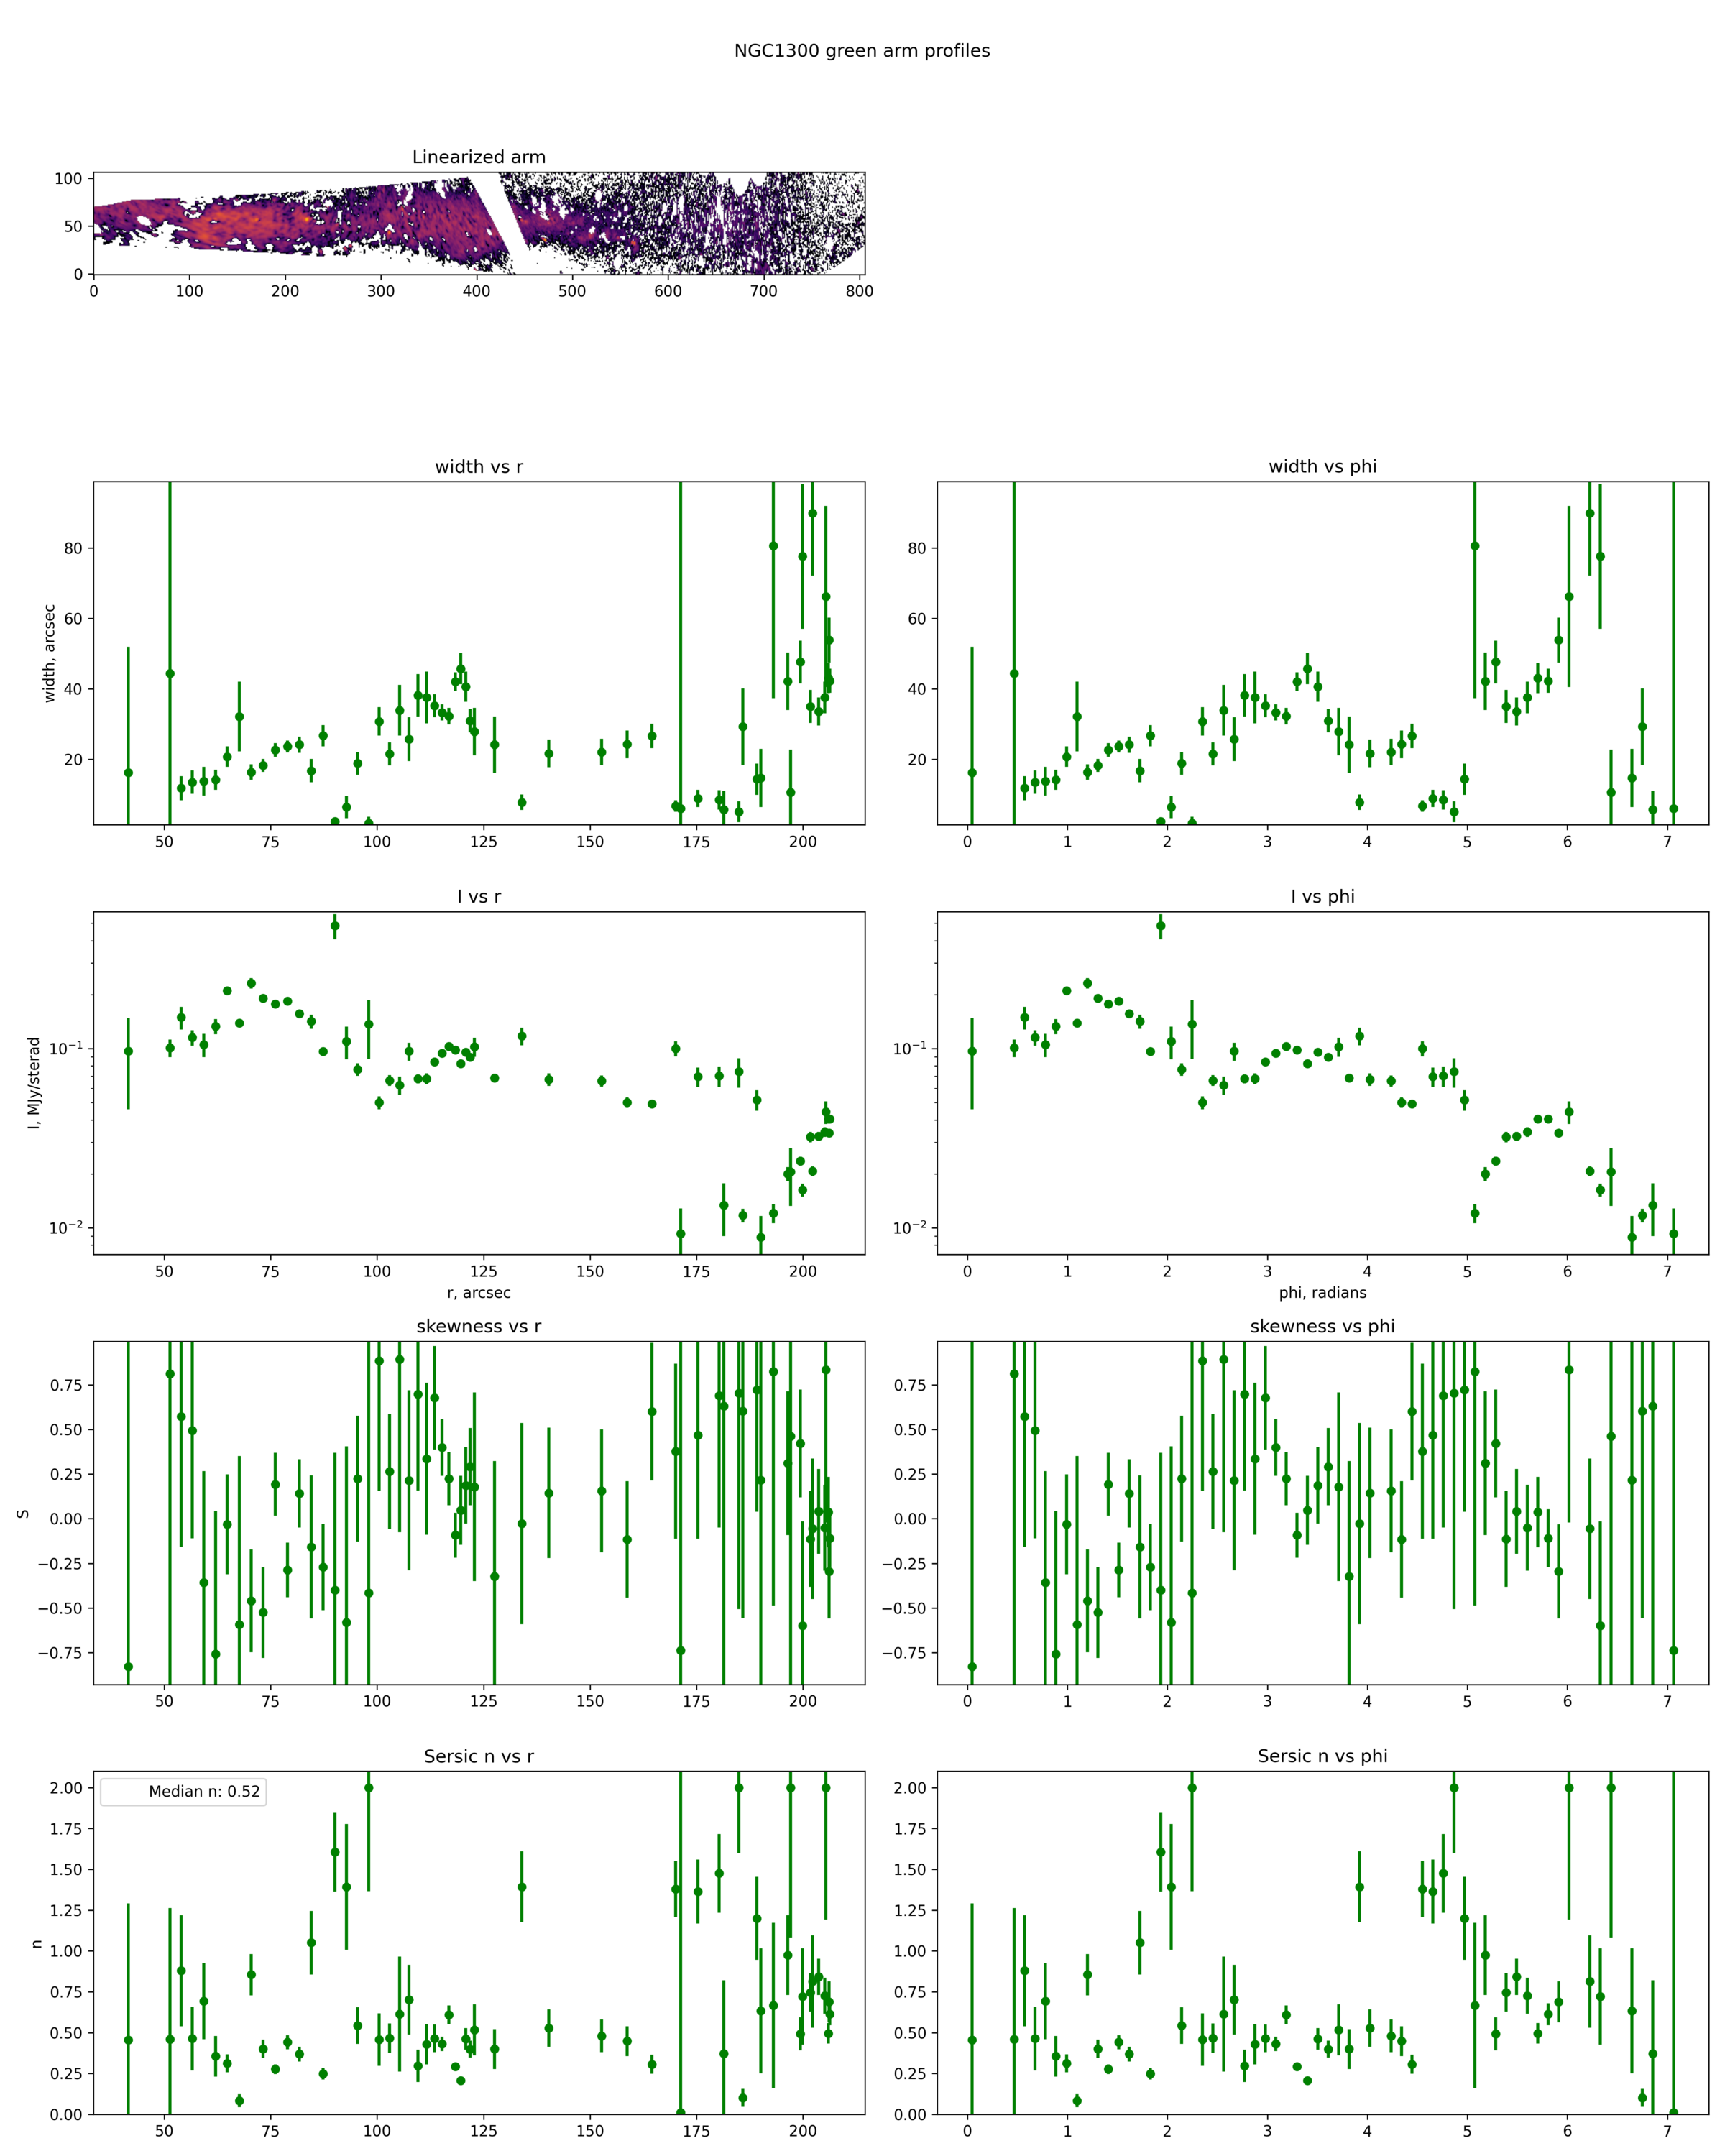 NGC1300 green arm profiles
Linearized arm
100
50
0
0 100 200 300 400 500 600 700 800
width vs r
width, arcsec
80
60
40
20
50 75 100 125 150 175 200
width vs phi
80
60
40
20
0 1 2 3 4 5 6 7
I vs r
I, MJy/sterad
10⁻¹
10⁻²
50 75 100 125 150 175 200
r, arcsec
I vs phi
10⁻¹
10⁻²
0 1 2 3 4 5 6 7
phi, radians
skewness vs r
S
0.75
0.50
0.25
0.00
−0.25
−0.50
−0.75
50 75 100 125 150 175 200
skewness vs phi
0.75
0.50
0.25
0.00
−0.25
−0.50
−0.75
0 1 2 3 4 5 6 7
Sersic n vs r
Median n: 0.52
n
2.00
1.75
1.50
1.25
1.00
0.75
0.50
0.25
0.00
50 75 100 125 150 175 200
Sersic n vs phi
2.00
1.75
1.50
1.25
1.00
0.75
0.50
0.25
0.00
0 1 2 3 4 5 6 7